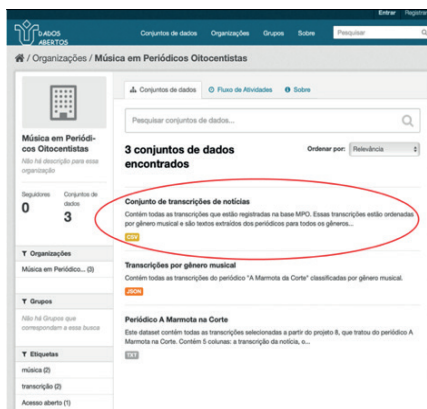 Entrar Registrar
DADOS ABERTOS
Conjuntos de dados Organizações Grupos Sobre Pesquisar
/ Organizações / Música em Periódicos Oitocentistas
Conjuntos de dados Fluxo de Atividades Sobre
Pesquisar conjuntos de dados...
Música em Periódi-
cos Oitocentistas
Não há descrição para essa
organização
Seguidores
0
Conjuntos de
dados
3
Organizações
Música em Periódico... (3)
Grupos
Não há Grupos que
correspondam a essa busca
Etiquetas
música (2)
transcrição (2)
Acesso aberto (1)
3 conjuntos de dados
encontrados
Ordenar por: Relevância
Conjunto de transcrições de notícias
Contém todas as transcrições que estão registradas na base MPO. Essas transcrições estão ordenadas
por gênero musical e são textos extraídos dos periódicos para todos os gêneros...
CSV
Transcrições por gênero musical
Contém todas as transcrições do periódico "A Marmota da Corte" classificadas por gênero musical.
JSON
Periódico A Marmota na Corte
Este dataset contém todas as transcrições selecionadas a partir do projeto 8, que tratou do periódico A
Marmota na Corte. Contém 5 colunas: a transcrição da notícia, o...
TXT